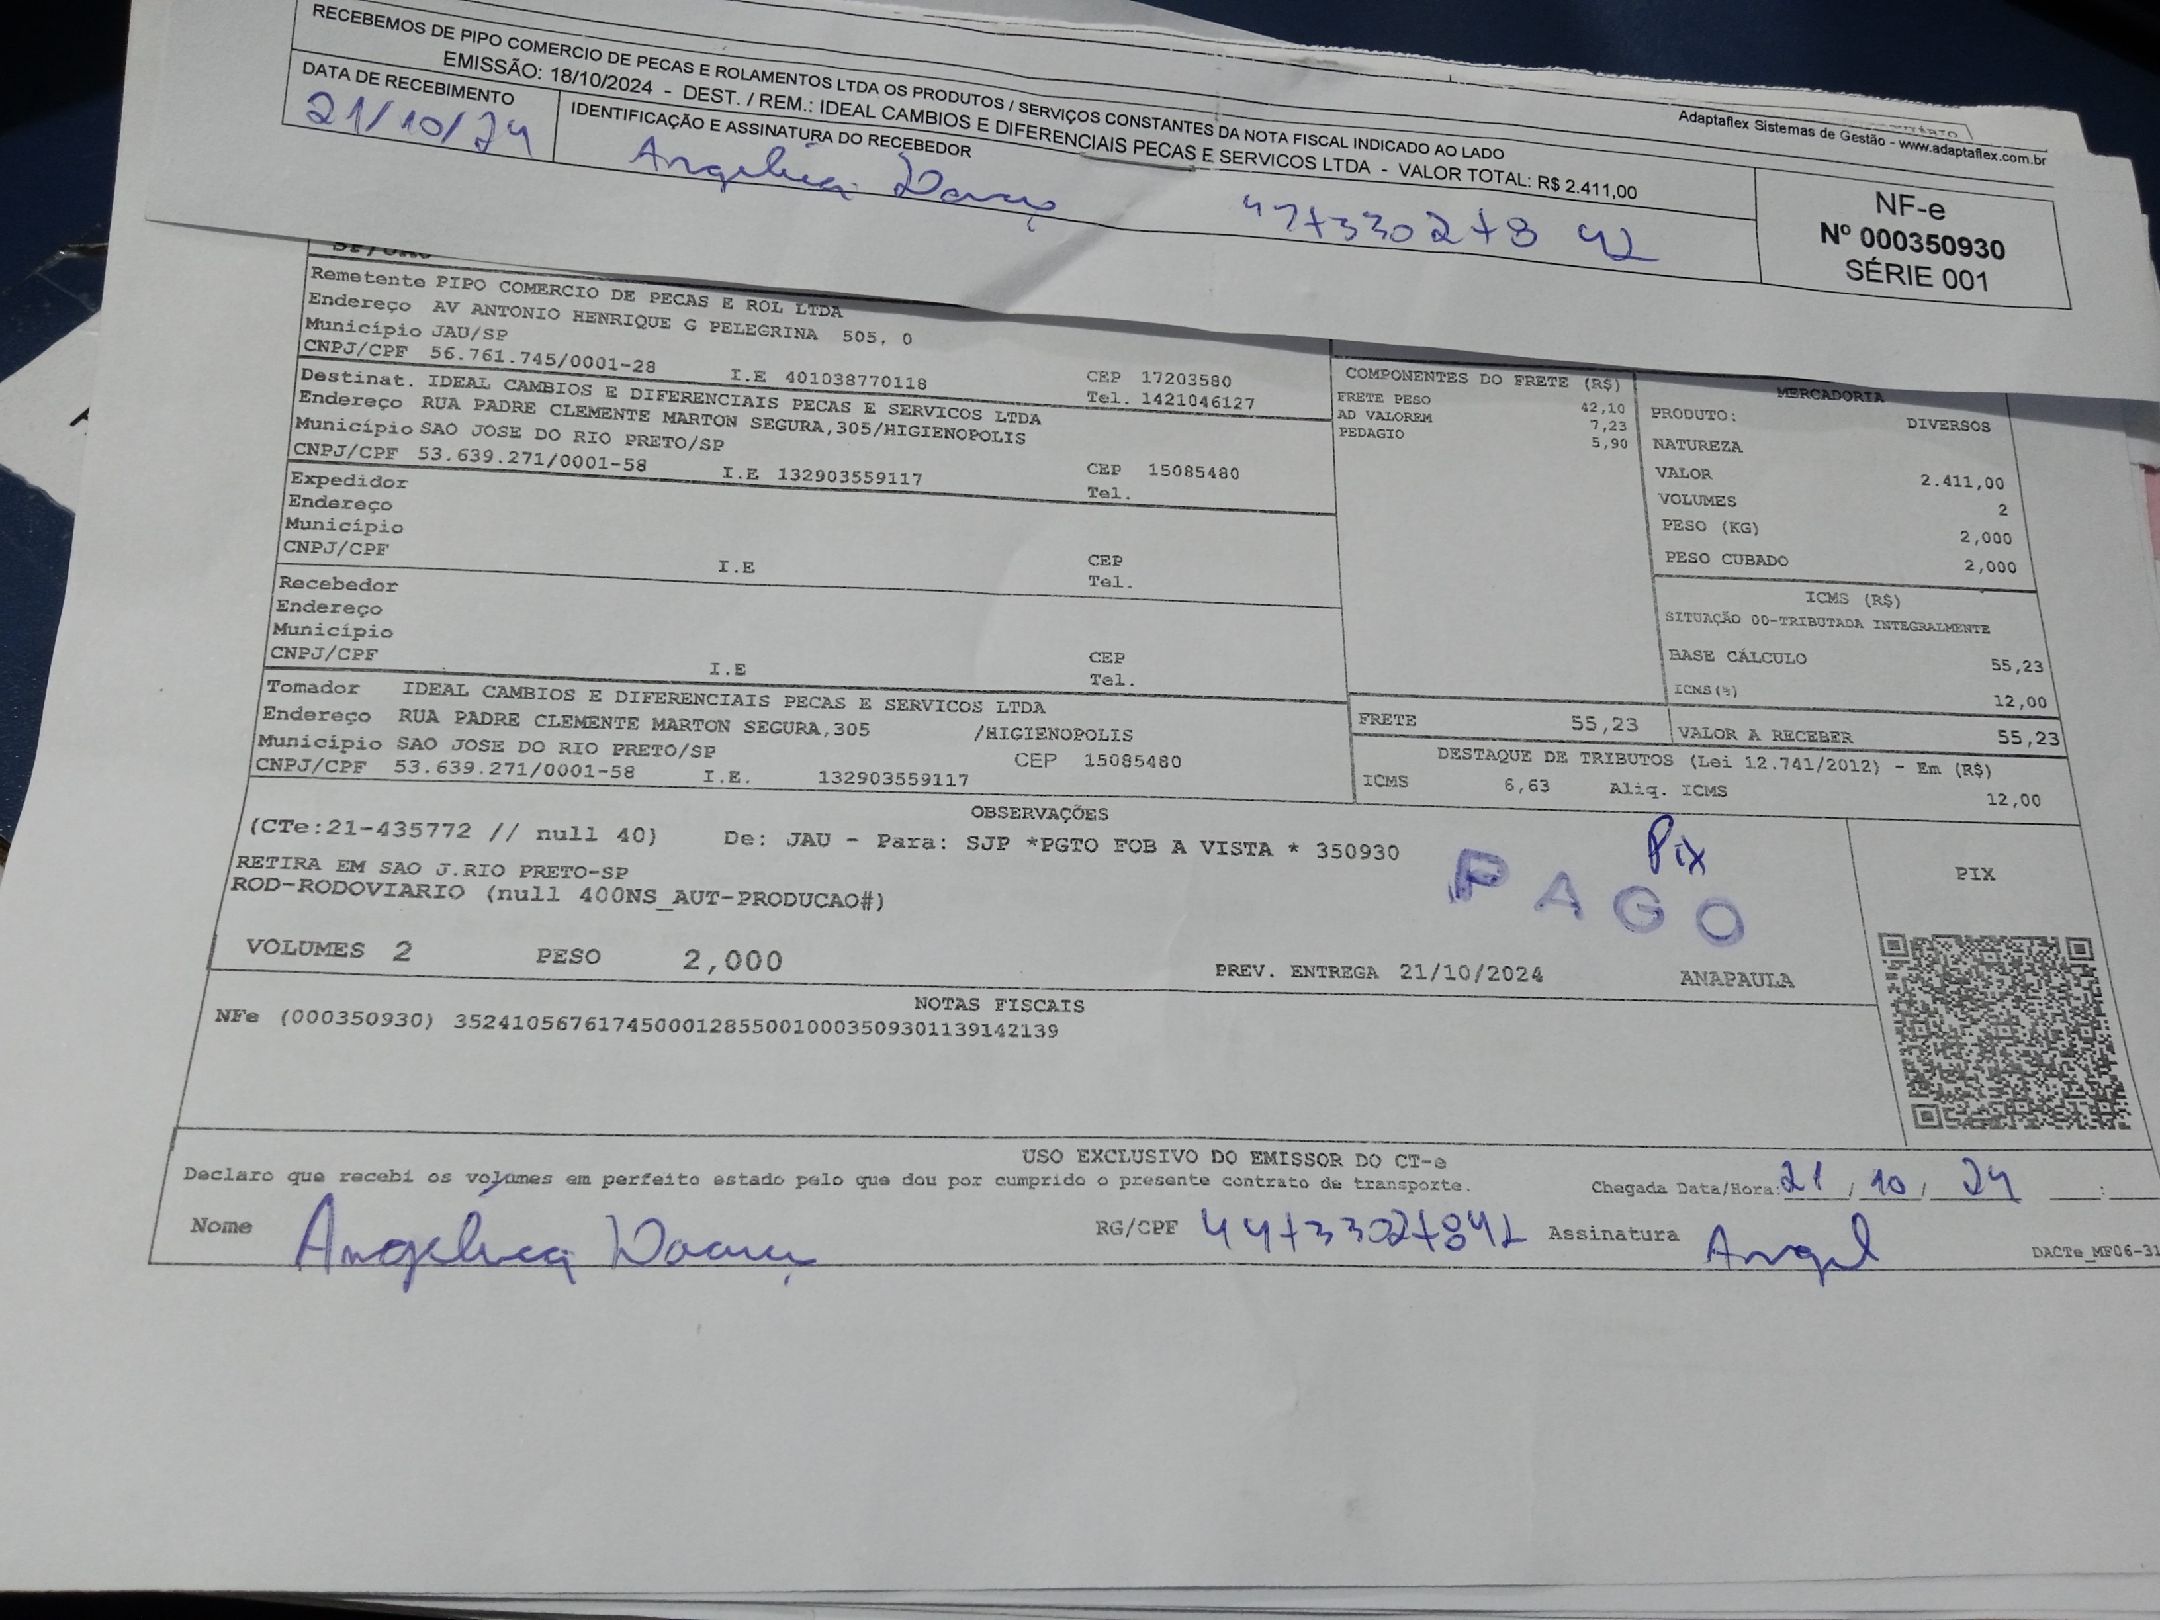 RECEBEMOS DE PIPO COMERCIO DE PECAS E ROLAMENTOS LTDA OS PRODUTOS / SERVIÇOS CONSTANTES DA NOTA FISCAL INDICADO AO LADO
EMISSÃO: 18/10/2024 - DEST. / REM.: IDEAL CAMBIOS E DIFERENCIAIS PECAS E SERVICOS LTDA - VALOR TOTAL: R$ 2.411,00
Adaptaflex Sistemas de Gestão - www.adaptaflex.com.br
DATA DE RECEBIMENTO
21/10/24
IDENTIFICAÇÃO E ASSINATURA DO RECEBEDOR
Angélica
NF-e
Nº 000350930
SÉRIE 001
Remetente PIPO COMERCIO DE PECAS E ROL LTDA
Endereço AV ANTONIO HENRIQUE G PELEGRINA 505, 0
Município JAU/SP
CEP 17203580
CNPJ/CPF 56.761.745/0001-28 I.E 401038770118 Tel. 1421046127
Destinat. IDEAL CAMBIOS E DIFERENCIAIS PECAS E SERVICOS LTDA
Endereço RUA PADRE CLEMENTE MARTON SEGURA,305/HIGIENOPOLIS
Município SAO JOSE DO RIO PRETO/SP CEP 15085480
CNPJ/CPF 53.639.271/0001-58 I.E 132903559117 Tel.
Expedidor
Endereço
Município CEP
CNPJ/CPF I.E Tel.
Recebedor
Endereço
Município CEP
CNPJ/CPF I.E Tel.
Tomador IDEAL CAMBIOS E DIFERENCIAIS PECAS E SERVICOS LTDA
Endereço RUA PADRE CLEMENTE MARTON SEGURA,305 /HIGIENOPOLIS
Município SAO JOSE DO RIO PRETO/SP CEP 15085480
CNPJ/CPF 53.639.271/0001-58 I.E. 132903559117
COMPONENTES DO FRETE (R$)
FRETE PESO 42,10
AD VALOREM 7,23
PEDAGIO 5,90
MERCADORIA
PRODUTO: DIVERSOS
NATUREZA
VALOR 2.411,00
VOLUMES 2
PESO (KG) 2,000
PESO CUBADO 2,000
ICMS (R$)
SITUAÇÃO 00-TRIBUTADA INTEGRALMENTE
BASE CÁLCULO 55,23
ICMS(%) 12,00
FRETE 55,23 VALOR A RECEBER 55,23
DESTAQUE DE TRIBUTOS (Lei 12.741/2012) - Em (R$)
ICMS 6,63 Aliq. ICMS 12,00
OBSERVAÇÕES
(CTe:21-435772 // null 40) De: JAU - Para: SJP *PGTO FOB A VISTA * 350930
RETIRA EM SAO J.RIO PRETO-SP
ROD-RODOVIARIO (null 400NS_AUT-PRODUCAO#)
Pix
PAGO
PIX
VOLUMES 2 PESO 2,000 PREV. ENTREGA 21/10/2024 ANAPAULA
NOTAS FISCAIS
NFe (000350930) 35241056761745000128550010003509301139142139
USO EXCLUSIVO DO EMISSOR DO CT-e
Declaro que recebi os volumes em perfeito estado pelo que dou por cumprido o presente contrato de transporte.
Chegada Data/Hora: 21 / 10 / 24 :
Nome Angélica RG/CPF Assinatura Angel
DACTe_MF06-31